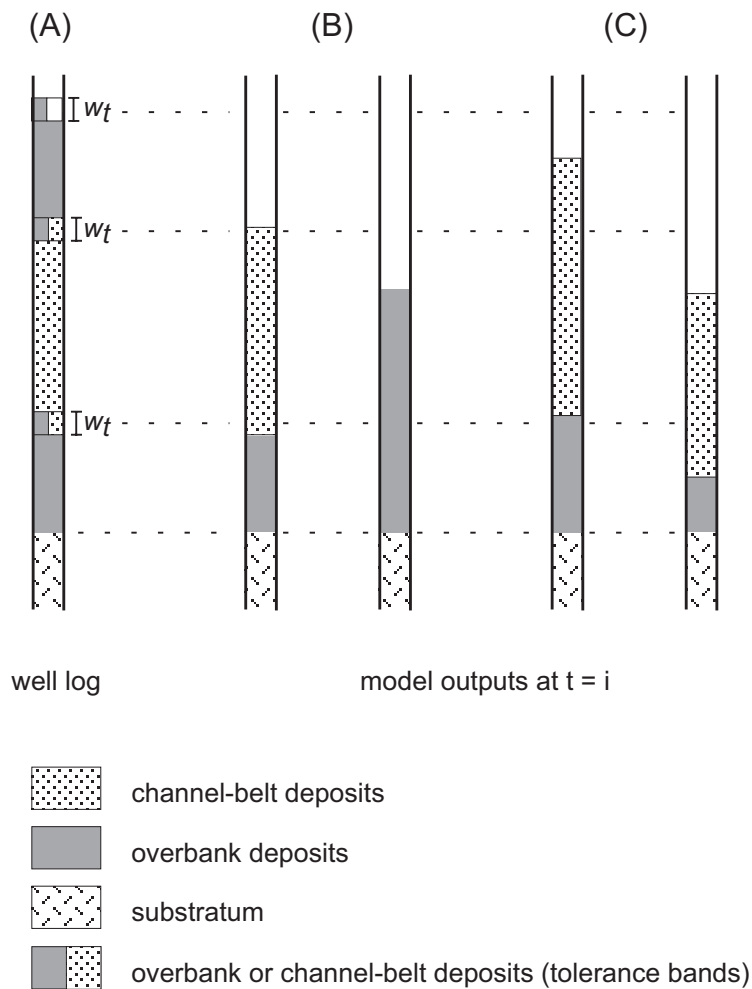 (A) (B) (C)
wt
wt
wt
well log model outputs at t = i
channel-belt deposits
overbank deposits
substratum
overbank or channel-belt deposits (tolerance bands)